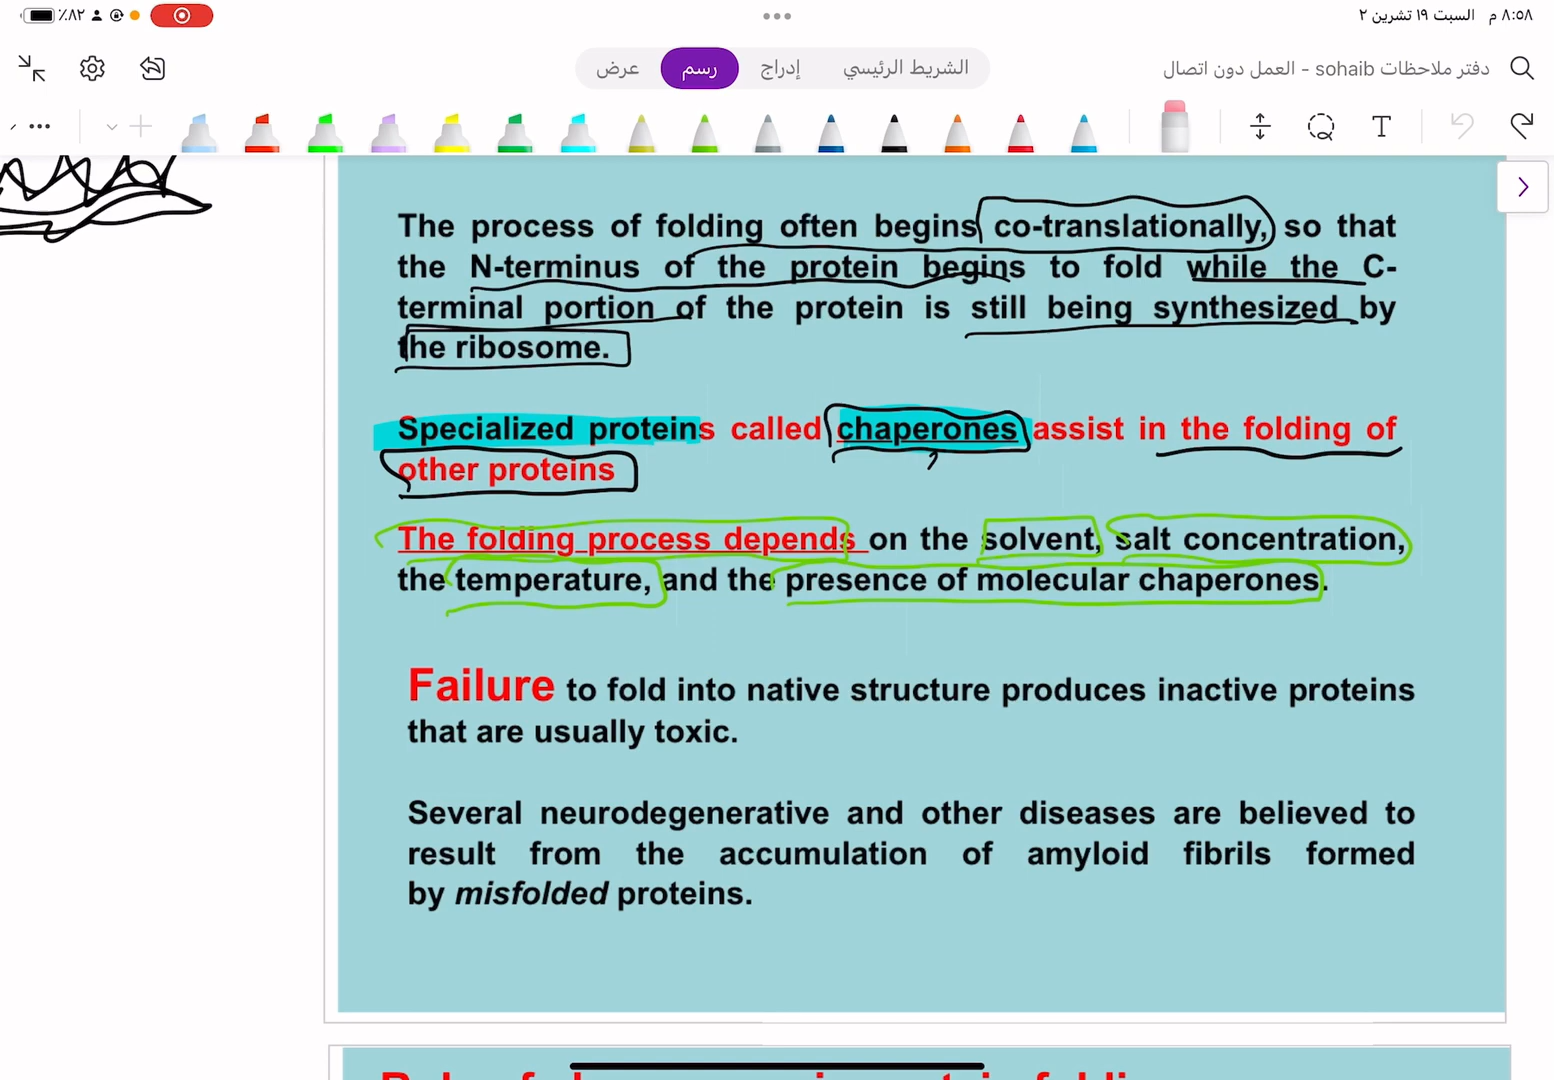 ٪٨٢
السبت ١٩ تشرين ٢ ٨:٥٨ م
عرض رسم إدراج الشريط الرئيسي
دفتر ملاحظات sohaib - العمل دون اتصال
T
The process of folding often begins co-translationally, so that
the N-terminus of the protein begins to fold while the C-
terminal portion of the protein is still being synthesized by
the ribosome.
Specialized proteins called chaperones assist in the folding of
other proteins
The folding process depends on the solvent, salt concentration,
the temperature, and the presence of molecular chaperones.
Failure to fold into native structure produces inactive proteins
that are usually toxic.
Several neurodegenerative and other diseases are believed to
result from the accumulation of amyloid fibrils formed
by misfolded proteins.